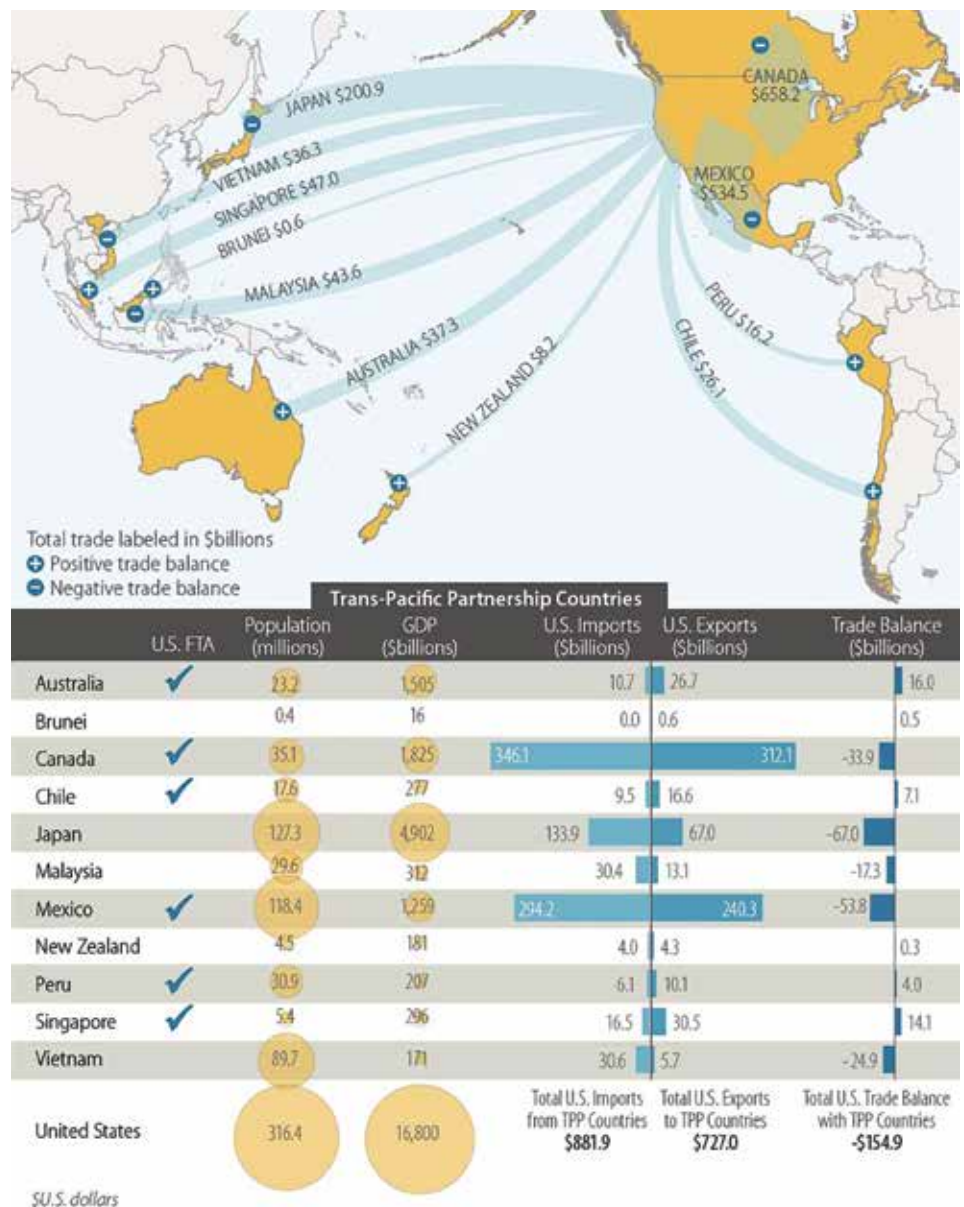 CANADA
$658.2
JAPAN $200.9
VIETNAM $36.3
MEXICO
$534.5
SINGAPORE $47.0
BRUNEI $0.6
MALAYSIA $43.6
PERU $16.2
AUSTRALIA $37.3
CHILE $26.1
NEW ZEALAND $8.2
Total trade labeled in $billions
Positive trade balance
Negative trade balance
Trans-Pacific Partnership Countries
U.S. FTA Population (millions) GDP ($billions) U.S. Imports ($billions) U.S. Exports ($billions) Trade Balance ($billions)
Australia ✓ 23.2 1,505 10.7 26.7 16.0
Brunei 0.4 16 0.0 0.6 0.5
Canada ✓ 35.1 1,825 346.1 312.1 -33.9
Chile ✓ 17.6 277 9.5 16.6 7.1
Japan 127.3 4,902 133.9 67.0 -67.0
Malaysia 29.6 312 30.4 13.1 -17.3
Mexico ✓ 118.4 1,259 294.2 240.3 -53.8
New Zealand 4.5 181 4.0 4.3 0.3
Peru ✓ 30.9 207 6.1 10.1 4.0
Singapore ✓ 5.4 296 16.5 30.5 14.1
Vietnam 89.7 171 30.6 5.7 -24.9
United States 316.4 16,800
Total U.S. Imports
from TPP Countries
$881.9
Total U.S. Exports
to TPP Countries
$727.0
Total U.S. Trade Balance
with TPP Countries
-$154.9
$U.S. dollars